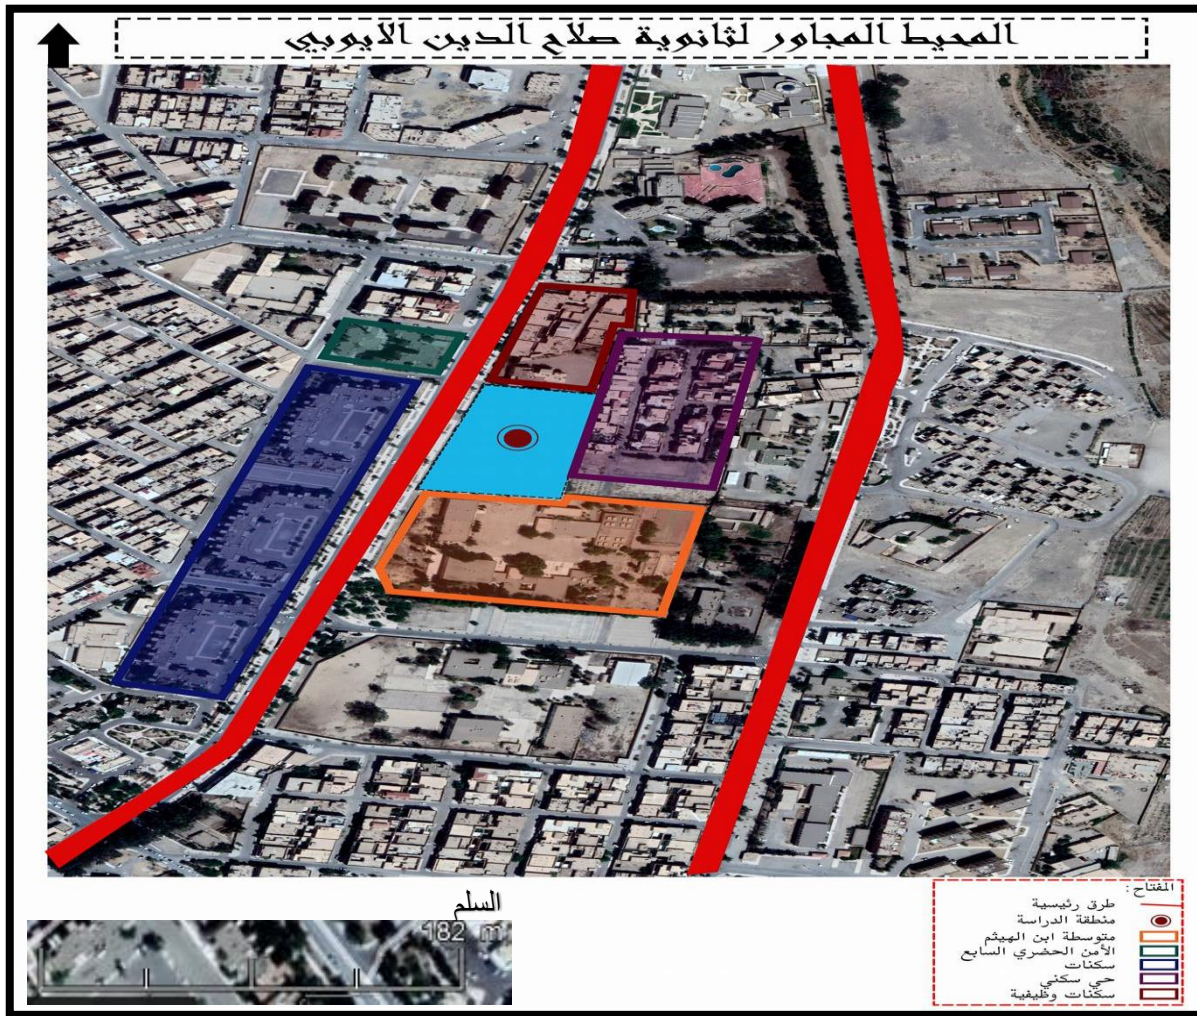 المحيط المجاور لثانوية صلاح الدين الايوبي
السلم
182 m
المفتاح:
طرق رئيسية
منطقة الدراسة
متوسطة ابن الهيثم
الأمن الحضري السابع
سكنات
حي سكني
سكنات وظيفية